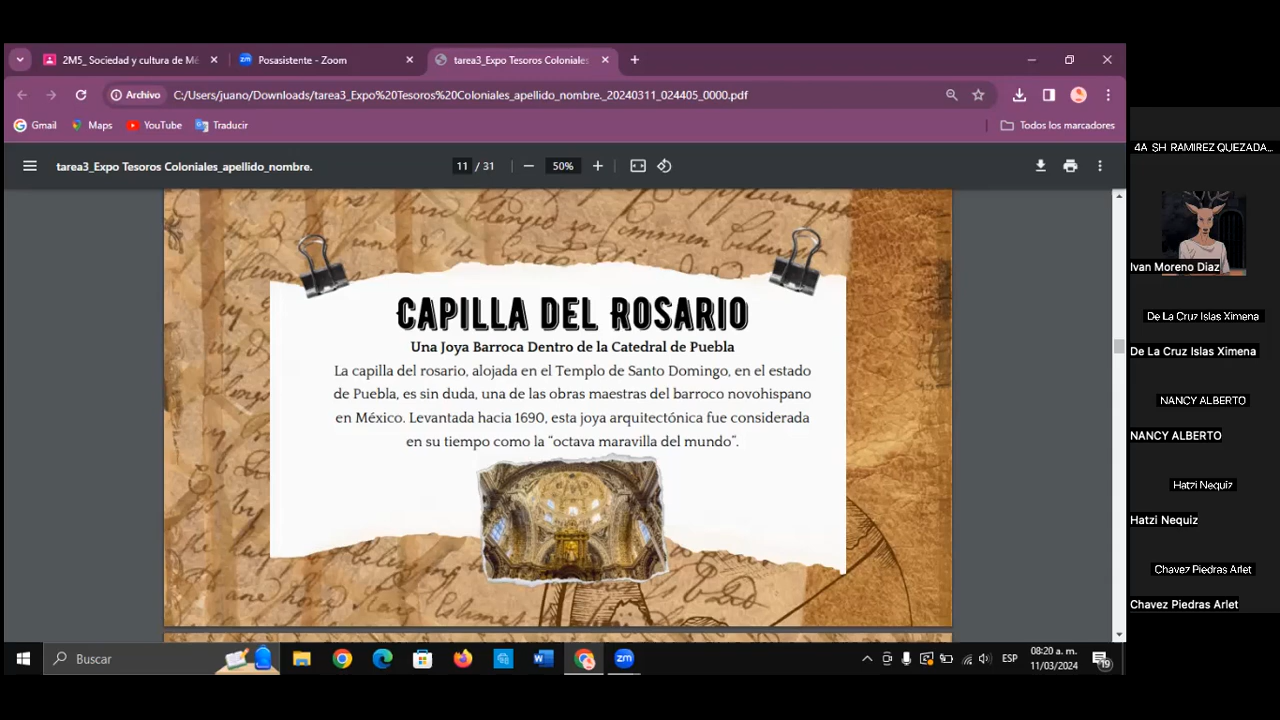 2M5_ Sociedad y cultura de Mé
Posasistente - Zoom
tarea3_Expo Tesoros Coloniales
Archivo
C:/Users/juano/Downloads/tarea3_Expo%20Tesoros%20Coloniales_apellido_nombre._20240311_024405_0000.pdf
Gmail
Maps
YouTube
Traducir
Todos los marcadores
tarea3_Expo Tesoros Coloniales_apellido_nombre.
11 / 31
50%
CAPILLA DEL ROSARIO
Una Joya Barroca Dentro de la Catedral de Puebla
La capilla del rosario, alojada en el Templo de Santo Domingo, en el estado
de Puebla, es sin duda, una de las obras maestras del barroco novohispano
en México. Levantada hacia 1690, esta joya arquitectónica fue considerada
en su tiempo como la “octava maravilla del mundo”.
4A SH RAMIREZ QUEZADA...
Ivan Moreno Diaz
De La Cruz Islas Ximena
De La Cruz Islas Ximena
NANCY ALBERTO
NANCY ALBERTO
Hatzi Nequiz
Hatzi Nequiz
Chavez Piedras Arlet
Chavez Piedras Arlet
Buscar
ESP
08:20 a. m.
11/03/2024
19